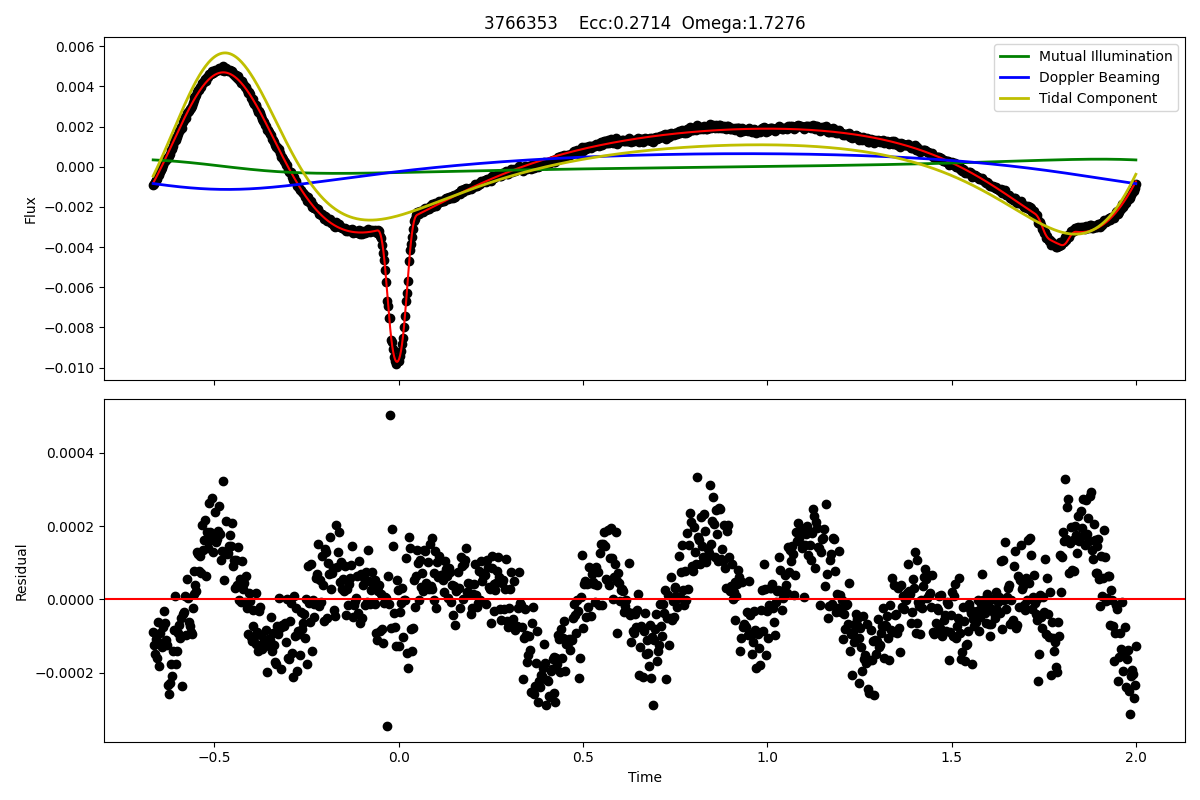 3766353    Ecc:0.2714  Omega:1.7276
Mutual Illumination
Doppler Beaming
Tidal Component
0.006
0.004
0.002
0.000
−0.002
−0.004
−0.006
−0.008
−0.010
Flux
0.0004
0.0002
0.0000
−0.0002
Residual
−0.5
0.0
0.5
1.0
1.5
2.0
Time